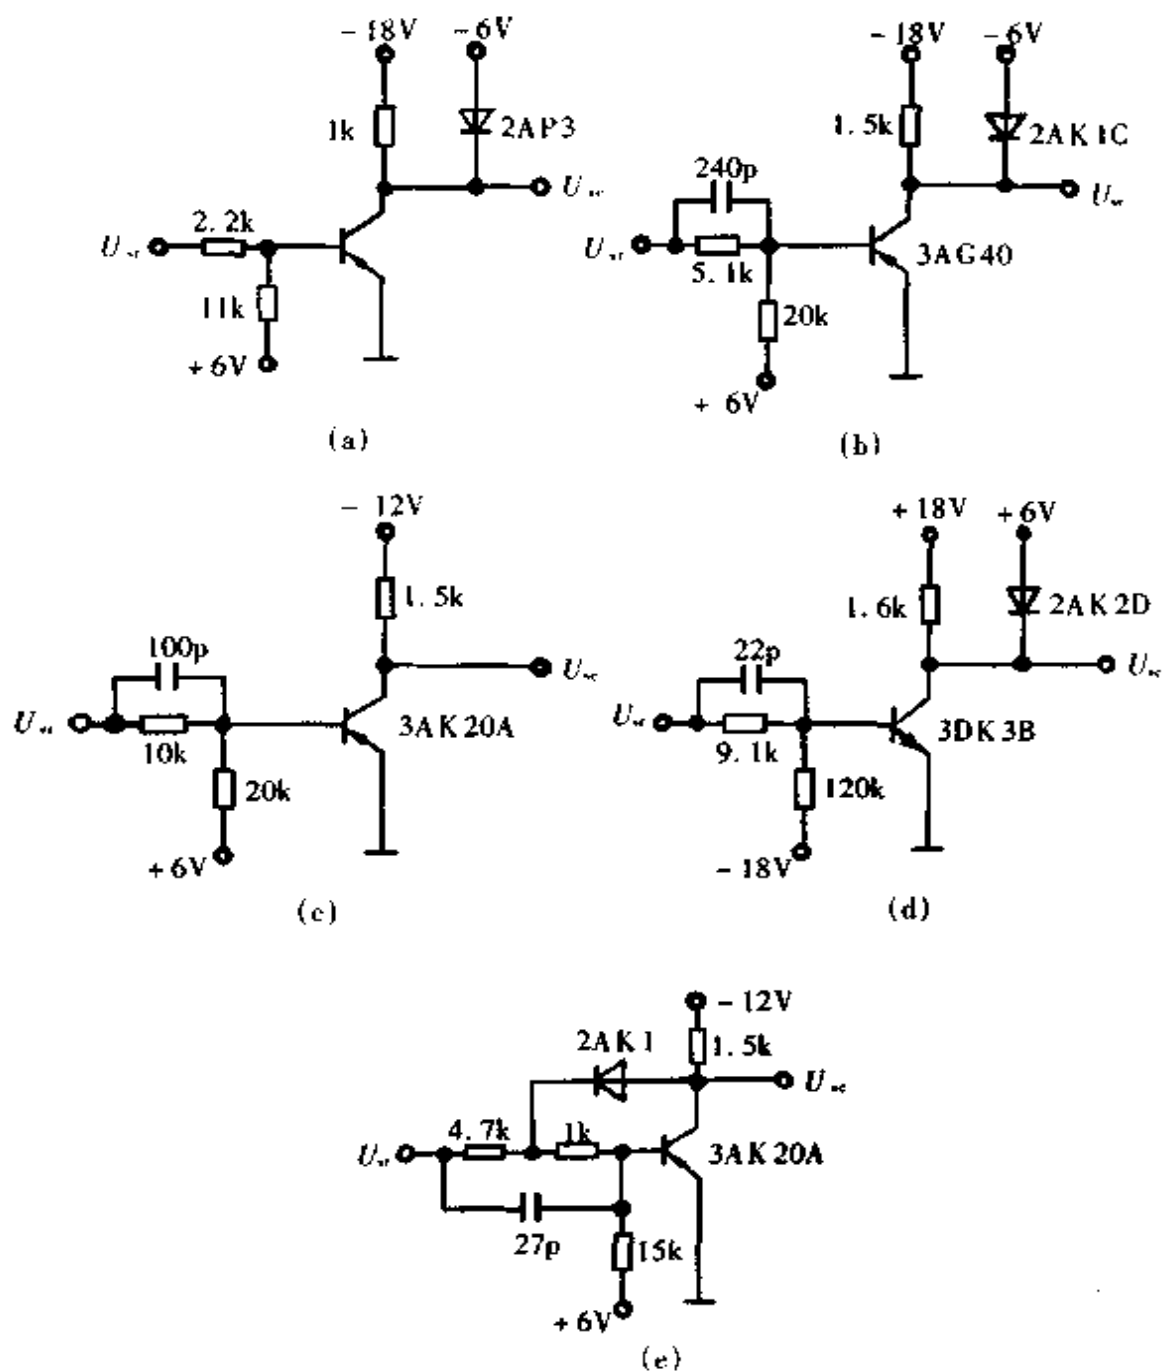 - 18V - 6V
1k 2AP3
U
2. 2k
U
11k
+ 6V
(a)
- 18V - 6V
1. 5k 2AK1C
240p
U
U
5. 1k
3AG40
20k
+ 6V
(b)
- 12V
1. 5k
100p
U
U
10k
3AK20A
20k
+ 6V
(c)
+ 18V + 6V
1. 6k 2AK2D
22p
U
U
9. 1k
3DK3B
120k
- 18V
(d)
- 12V
2AK1
1. 5k
U
4. 7k 1k
U
3AK20A
27p
15k
+ 6V
(e)